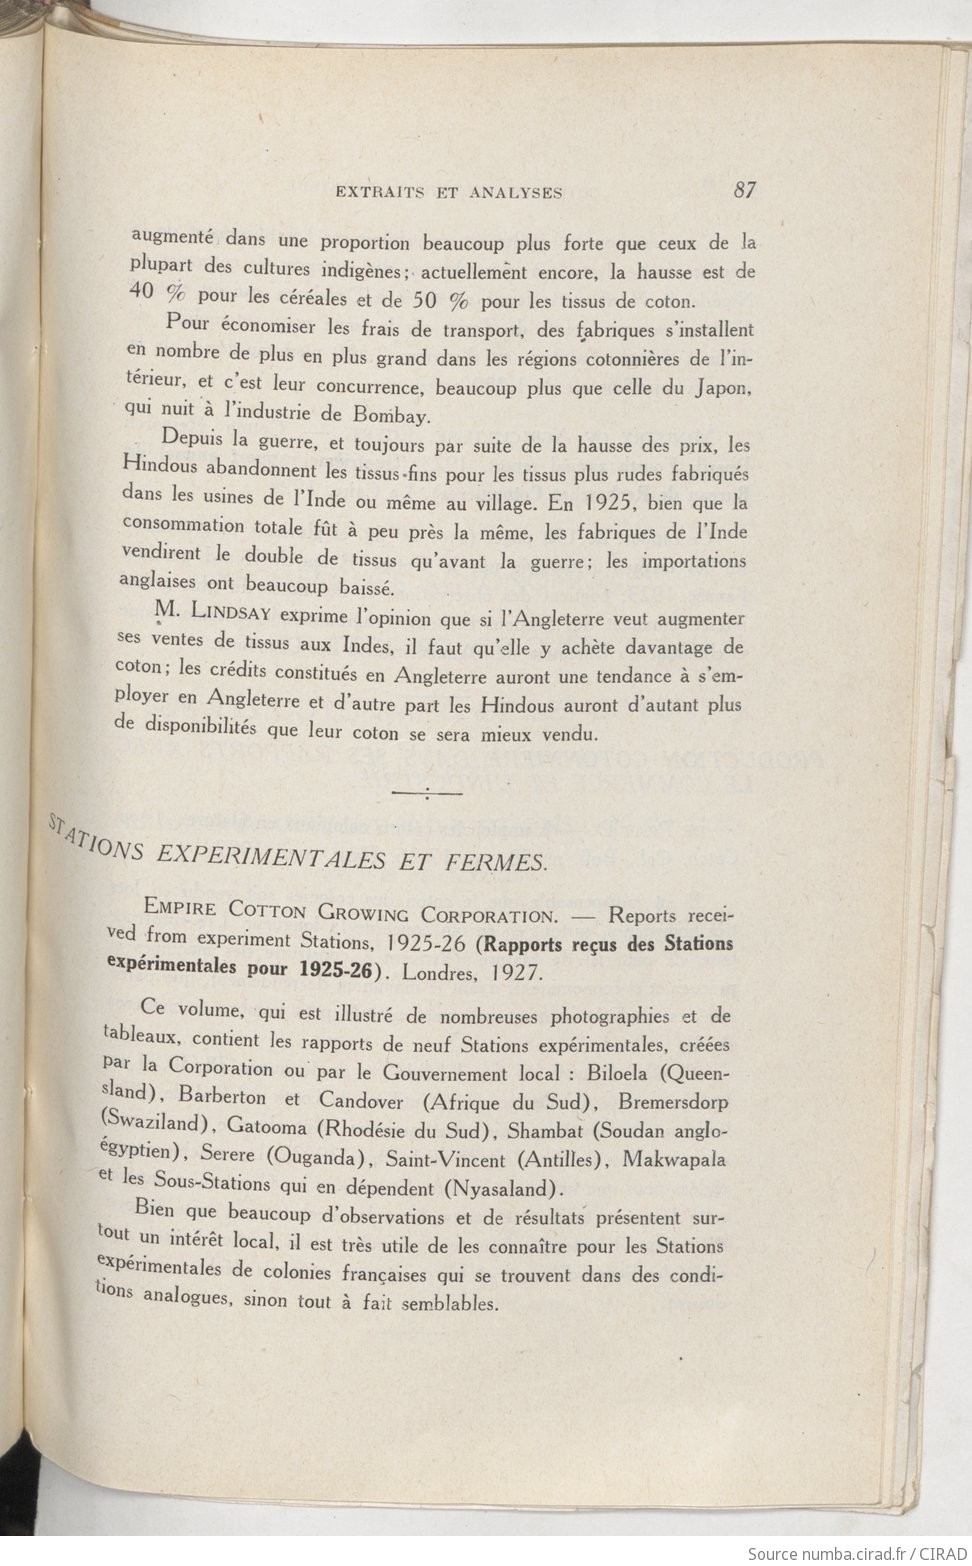 EXTRAITS ET ANALYSES 87
augmenté dans une proportion beaucoup plus forte que ceux de la
plupart des cultures indigènes; actuellement encore, la hausse est de
40 % pour les céréales et de 50 % pour les tissus de coton.
Pour économiser les frais de transport, des fabriques s'installent
en nombre de plus en plus grand dans les régions cotonnières de l'in-
térieur, et c'est leur concurrence, beaucoup plus que celle du Japon,
qui nuit à l'industrie de Bombay.
Depuis la guerre, et toujours par suite de la hausse des prix, les
Hindous abandonnent les tissus fins pour les tissus plus rudes fabriqués
dans les usines de l'Inde ou même au village. En 1925, bien que la
consommation totale fût à peu près la même, les fabriques de l'Inde
vendirent le double de tissus qu'avant la guerre; les importations
anglaises ont beaucoup baissé.
M. LINDSAY exprime l'opinion que si l'Angleterre veut augmenter
ses ventes de tissus aux Indes, il faut qu'elle y achète davantage de
coton; les crédits constitués en Angleterre auront une tendance à s'em-
ployer en Angleterre et d'autre part les Hindous auront d'autant plus
de disponibilités que leur coton se sera mieux vendu.
STATIONS EXPERIMENTALES ET FERMES.
EMPIRE COTTON GROWING CORPORATION. — Reports recei-
ved from experiment Stations, 1925-26 (Rapports reçus des Stations
expérimentales pour 1925-26). Londres, 1927.
Ce volume, qui est illustré de nombreuses photographies et de
tableaux, contient les rapports de neuf Stations expérimentales, créées
par la Corporation ou par le Gouvernement local : Biloela (Queen-
sland), Barberton et Candover (Afrique du Sud), Bremersdorp
(Swaziland), Gatooma (Rhodésie du Sud), Shambat (Soudan anglo-
égyptien), Serere (Ouganda), Saint-Vincent (Antilles), Makwapala
et les Sous-Stations qui en dépendent (Nyasaland).
Bien que beaucoup d'observations et de résultats présentent sur-
tout un intérêt local, il est très utile de les connaître pour les Stations
expérimentales de colonies françaises qui se trouvent dans des condi-
tions analogues, sinon tout à fait semblables.
Source numba.cirad.fr / CIRAD